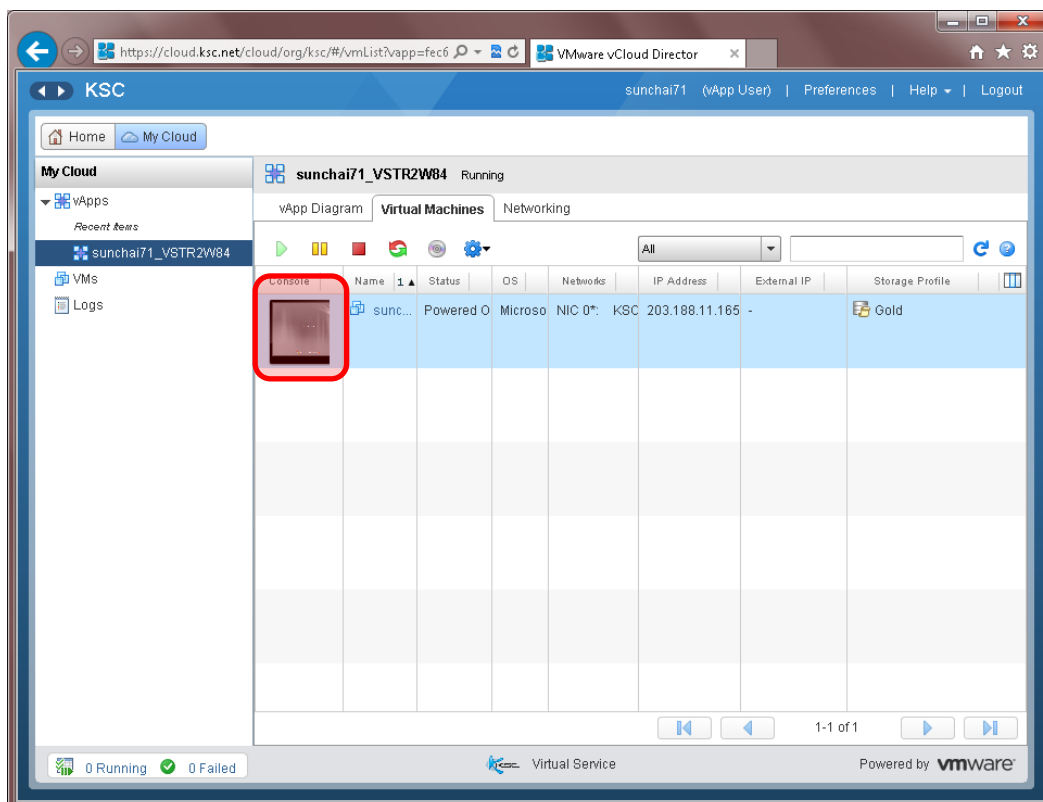 https://cloud.ksc.net/cloud/org/ksc/#/vmList?vapp=fec6
VMware vCloud Director
KSC
sunchai71 (vApp User) | Preferences | Help | Logout
Home
My Cloud
My Cloud
sunchai71_VSTR2W84 Running
vApps
vApp Diagram Virtual Machines Networking
Recent Items
sunchai71_VSTR2W84
All
VMs
Console Name 1 Status OS Networks IP Address External IP Storage Profile
Logs
sunc... Powered O Microso NIC 0*: KSC 203.188.11.165 - Gold
1-1 of 1
0 Running 0 Failed
KSC Virtual Service
Powered by vmware